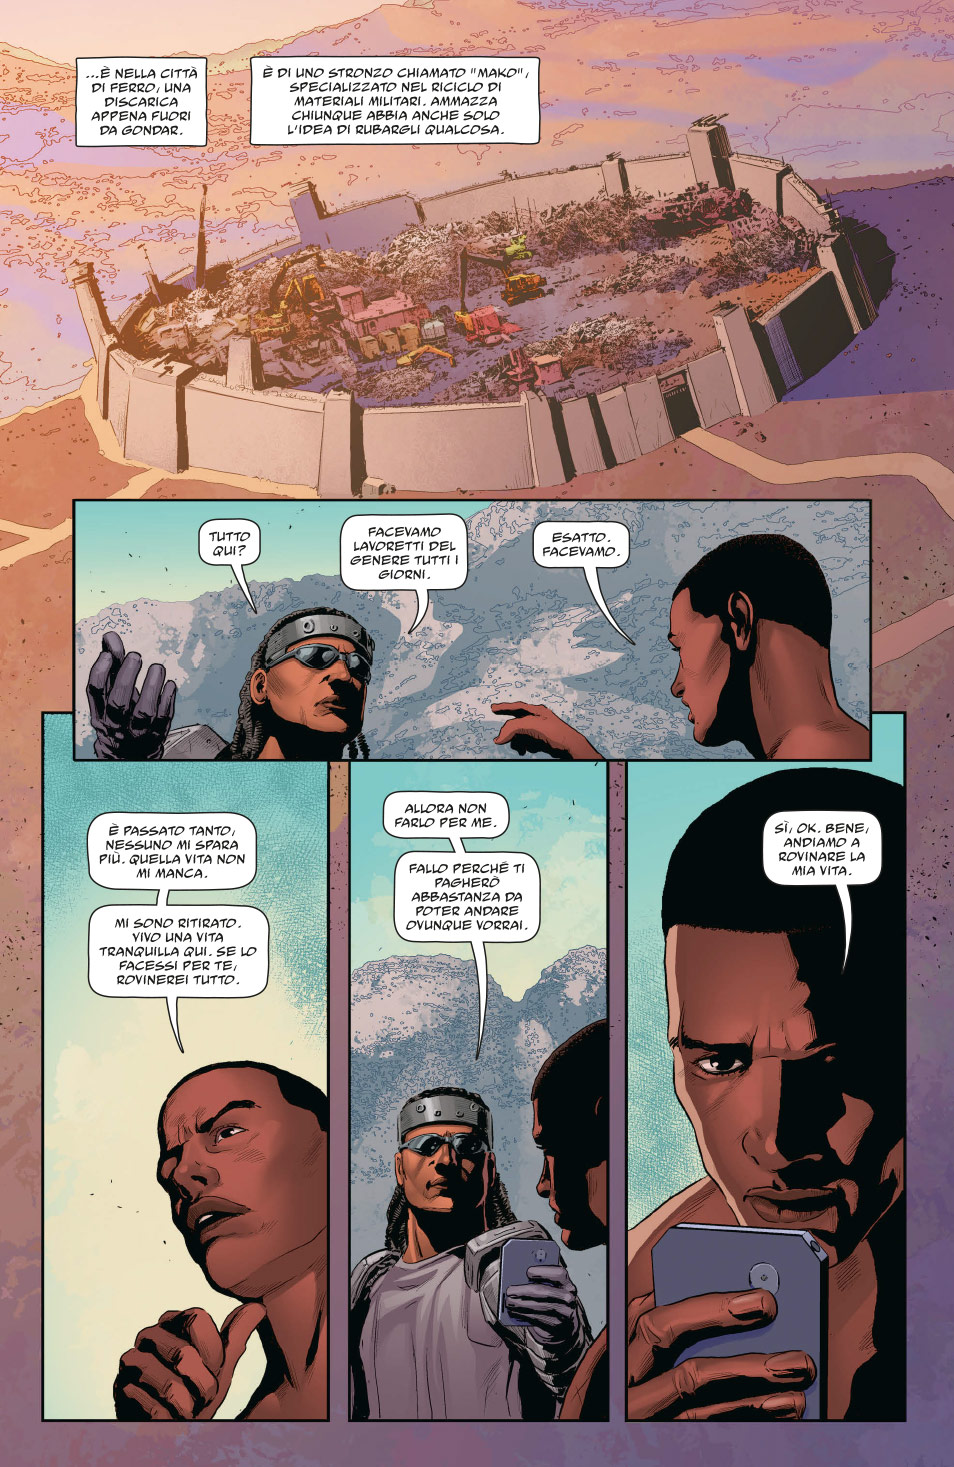 ...È NELLA CITTÀ
DI FERRO, UNA
DISCARICA
APPENA FUORI
DA GONDAR.
È DI UNO STRONZO CHIAMATO "MAKO",
SPECIALIZZATO NEL RICICLO DI
MATERIALI MILITARI. AMMAZZA
CHIUNQUE ABBIA ANCHE SOLO
L'IDEA DI RUBARGLI QUALCOSA.
TUTTO
QUI?
FACEVAMO
LAVORETTI DEL
GENERE TUTTI I
GIORNI.
ESATTO.
FACEVAMO.
È PASSATO TANTO,
NESSUNO MI SPARA
PIÙ. QUELLA VITA NON
MI MANCA.
MI SONO RITIRATO.
VIVO UNA VITA
TRANQUILLA QUI. SE LO
FACESSI PER TE,
ROVINEREI TUTTO.
ALLORA NON
FARLO PER ME.
FALLO PERCHÉ TI
PAGHERÒ
ABBASTANZA DA
POTER ANDARE
OVUNQUE VORRAI.
SÌ, OK. BENE,
ANDIAMO A
ROVINARE LA
MIA VITA.